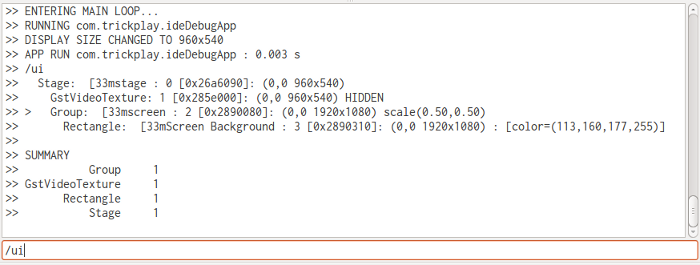 >> ENTERING MAIN LOOP...
>> RUNNING com.trickplay.ideDebugApp
>> DISPLAY SIZE CHANGED TO 960x540
>> APP RUN com.trickplay.ideDebugApp : 0.003 s
>> /ui
>>   Stage:  [33mstage : 0 [0x26a6090]: (0,0 960x540)
>>     GstVideoTexture: 1 [0x285e000]: (0,0 960x540) HIDDEN
>> >   Group:  [33mscreen : 2 [0x2890080]: (0,0 1920x1080) scale(0.50,0.50)
>>       Rectangle:  [33mScreen Background : 3 [0x2890310]: (0,0 1920x1080) : [color=(113,160,177,255)]
>>
>> SUMMARY
>>           Group     1
>> GstVideoTexture     1
>>       Rectangle     1
>>           Stage     1
/ui